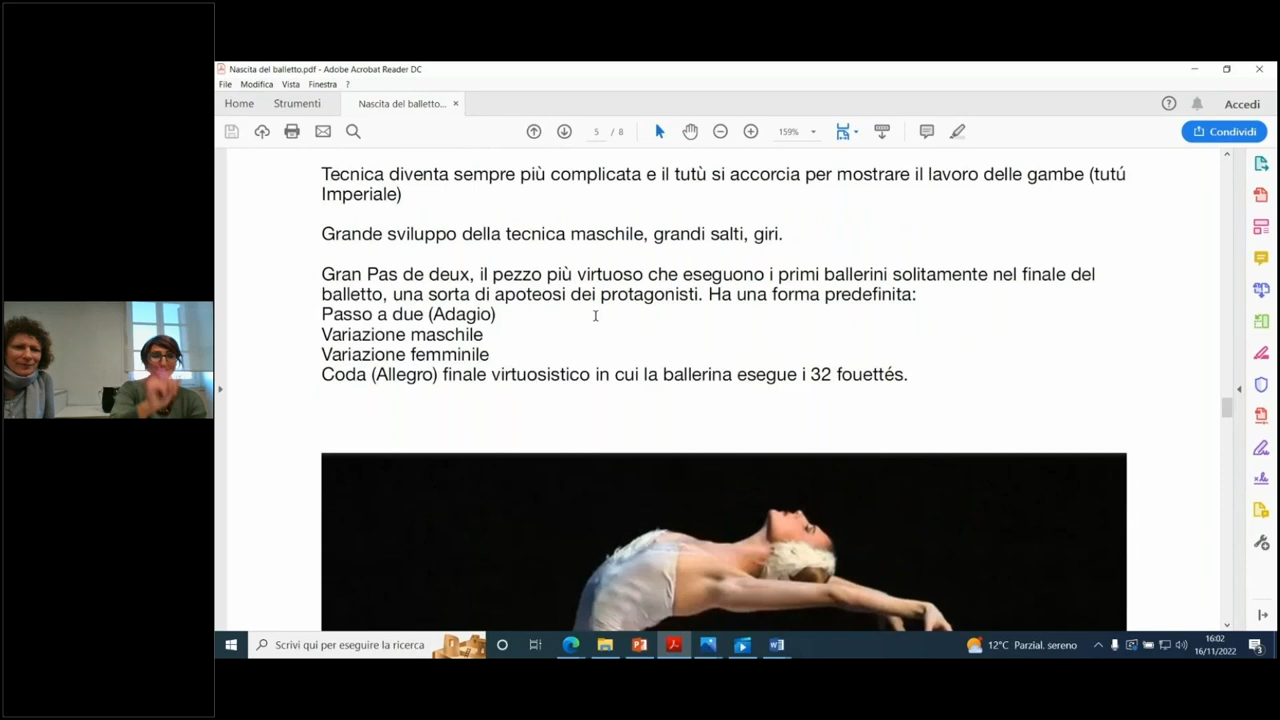 Nascita del balletto.pdf - Adobe Acrobat Reader DC
File Modifica Vista Finestra ?
Home Strumenti Nascita del balletto... × Accedi
5 / 8 159% Condividi
Tecnica diventa sempre più complicata e il tutù si accorcia per mostrare il lavoro delle gambe (tutú
Imperiale)
Grande sviluppo della tecnica maschile, grandi salti, giri.
Gran Pas de deux, il pezzo più virtuoso che eseguono i primi ballerini solitamente nel finale del
balletto, una sorta di apoteosi dei protagonisti. Ha una forma predefinita:
Passo a due (Adagio)
Variazione maschile
Variazione femminile
Coda (Allegro) finale virtuosistico in cui la ballerina esegue i 32 fouettés.
Scrivi qui per eseguire la ricerca 12°C Parzial. sereno 16:02
16/11/2022 3